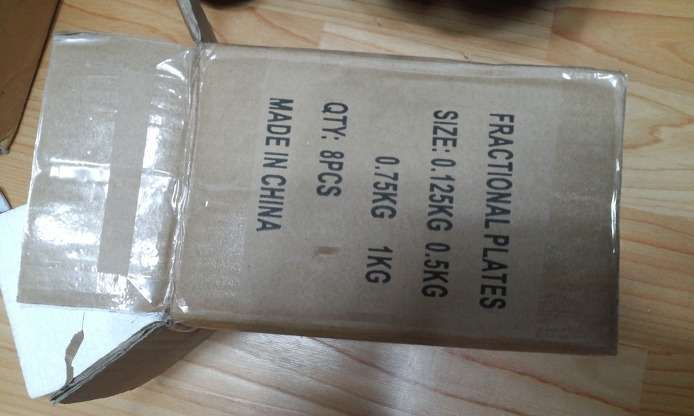 FRACTIONAL PLATES
SIZE: 0.125KG 0.5KG
0.75KG 1KG
QTY: 8PCS
MADE IN CHINA